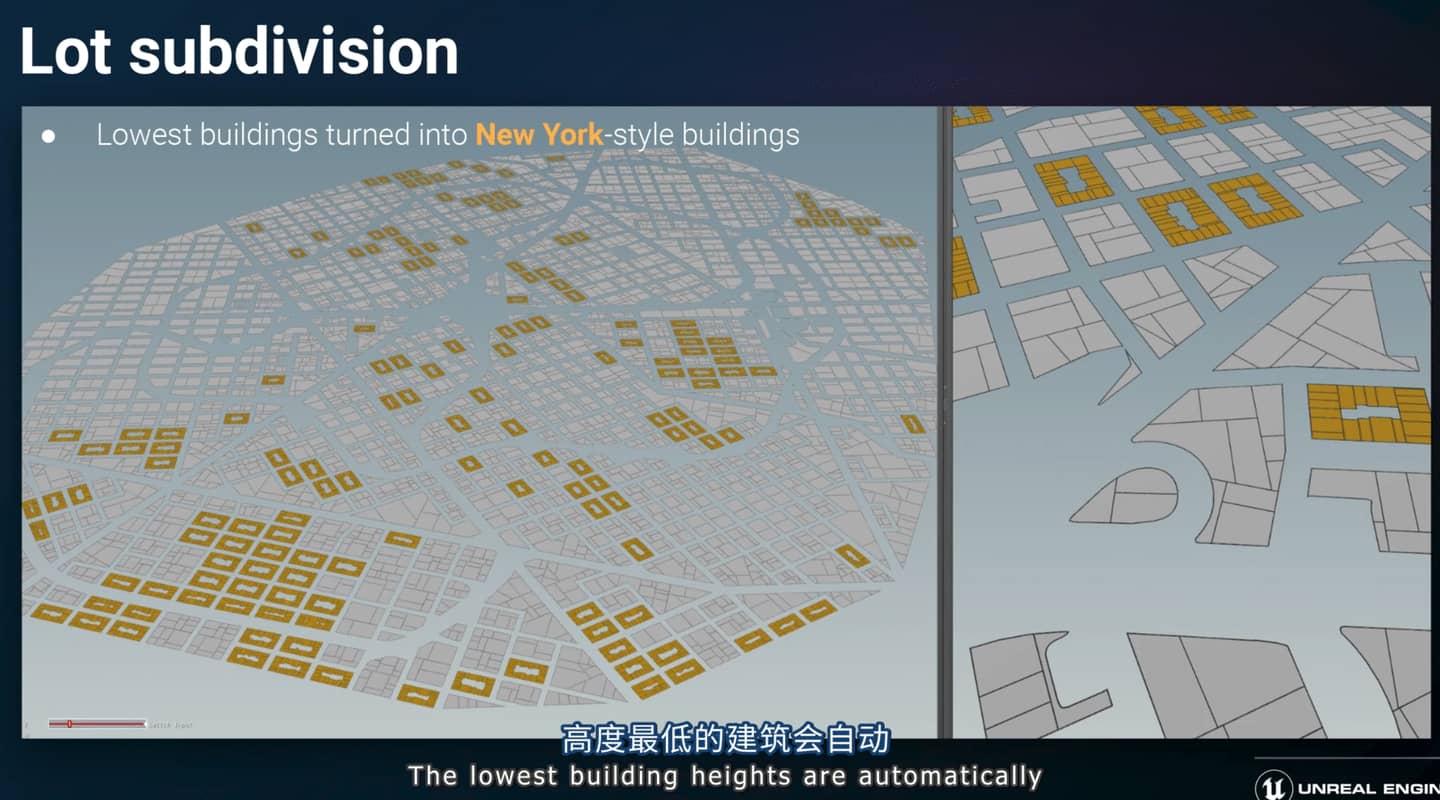 Lot subdivision
● Lowest buildings turned into New York-style buildings
高度最低的建筑会自动
The lowest building heights are automatically
UNREAL ENGIN